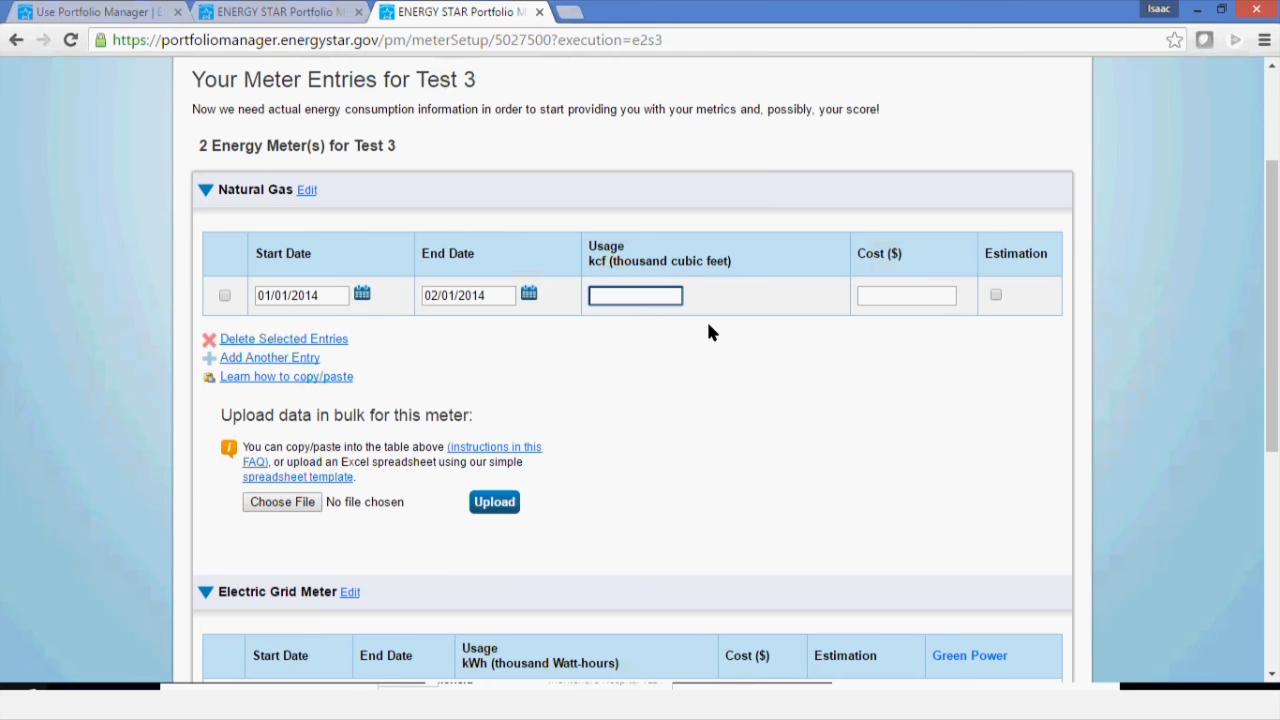 Use Portfolio Manager |
ENERGY STAR Portfolio M
ENERGY STAR Portfolio M
Isaac
https://portfoliomanager.energystar.gov/pm/meterSetup/5027500?execution=e2s3
Your Meter Entries for Test 3
Now we need actual energy consumption information in order to start providing you with your metrics and, possibly, your score!
2 Energy Meter(s) for Test 3
Natural Gas Edit
Start Date
End Date
Usage
kcf (thousand cubic feet)
Cost ($)
Estimation
01/01/2014
02/01/2014
Delete Selected Entries
Add Another Entry
Learn how to copy/paste
Upload data in bulk for this meter:
You can copy/paste into the table above (instructions in this
FAQ), or upload an Excel spreadsheet using our simple
spreadsheet template.
Choose File No file chosen
Upload
Electric Grid Meter Edit
Start Date
End Date
Usage
kWh (thousand Watt-hours)
Cost ($)
Estimation
Green Power